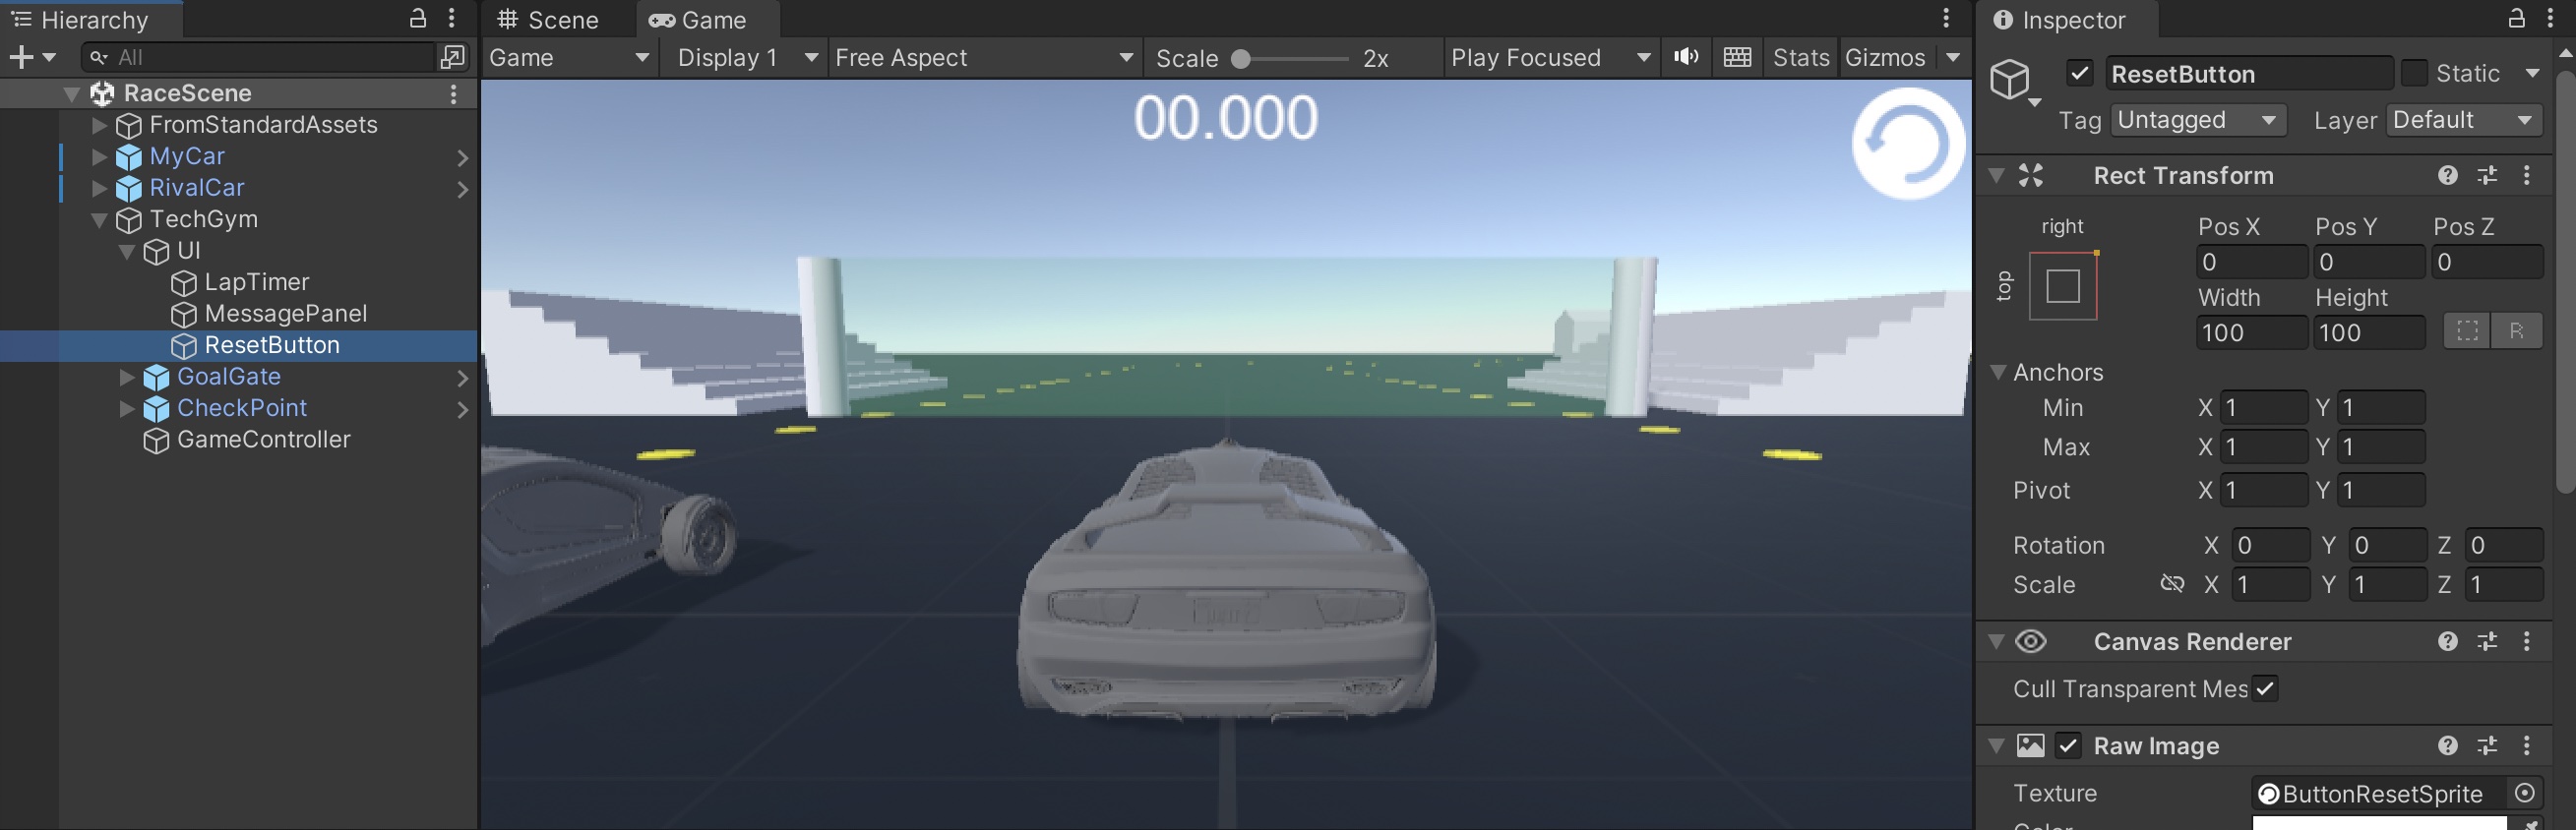 Hierarchy
All
RaceScene
FromStandardAssets
MyCar
RivalCar
TechGym
UI
LapTimer
MessagePanel
ResetButton
GoalGate
CheckPoint
GameController
Scene Game
Game Display 1 Free Aspect Scale 2x Play Focused Stats Gizmos
00.000
Inspector
ResetButton Static
Tag Untagged Layer Default
Rect Transform
right
top
Pos X Pos Y Pos Z
0 0 0
Width Height
100 100 R
Anchors
Min X 1 Y 1
Max X 1 Y 1
Pivot X 1 Y 1
Rotation X 0 Y 0 Z 0
Scale X 1 Y 1 Z 1
Canvas Renderer
Cull Transparent Mes
Raw Image
Texture ButtonResetSprite